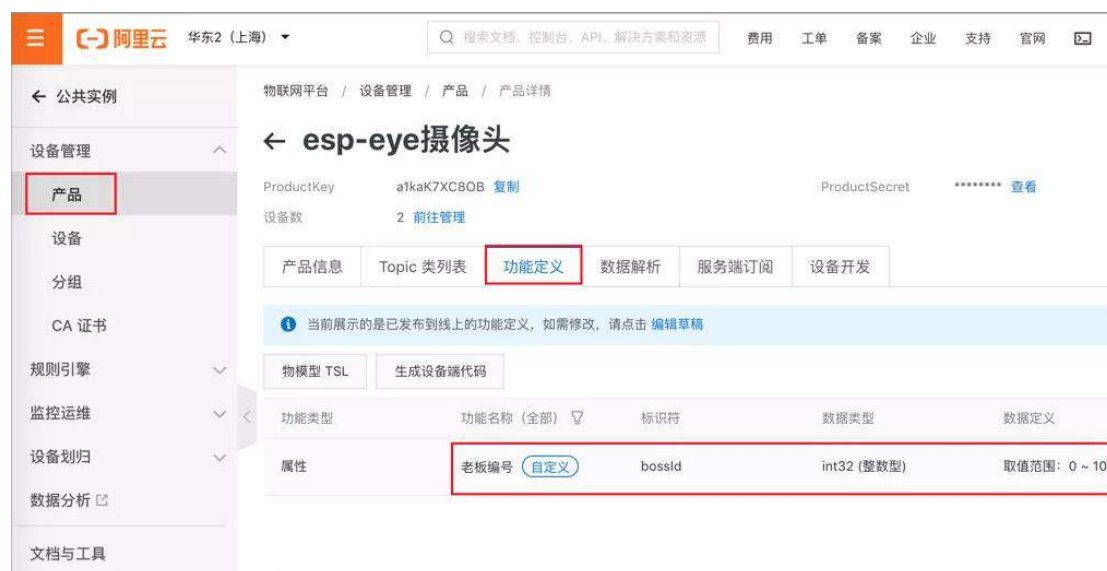 阿里云 华东2（上海） 搜索文档、控制台、API、解决方案和资源 费用 工单 备案 企业 支持 官网
公共实例
设备管理
产品
设备
分组
CA 证书
规则引擎
监控运维
设备划归
数据分析
文档与工具
物联网平台 / 设备管理 / 产品 / 产品详情
esp-eye摄像头
ProductKey a1kaK7XC8OB 复制 ProductSecret ******** 查看
设备数 2 前往管理
产品信息 Topic 类列表 功能定义 数据解析 服务端订阅 设备开发
当前展示的是已发布到线上的功能定义，如需修改，请点击 编辑草稿
物模型 TSL 生成设备端代码
功能类型 功能名称（全部） 标识符 数据类型 数据定义
属性 老板编号 自定义 bossId int32 (整数型) 取值范围：0 ~ 10